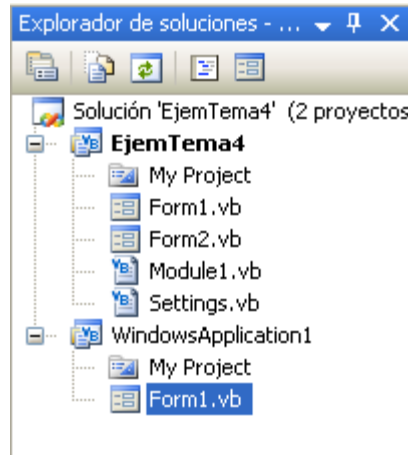 Explorador de soluciones - ...
Solución 'EjemTema4' (2 proyectos
EjemTema4
My Project
Form1.vb
Form2.vb
Module1.vb
Settings.vb
WindowsApplication1
My Project
Form1.vb